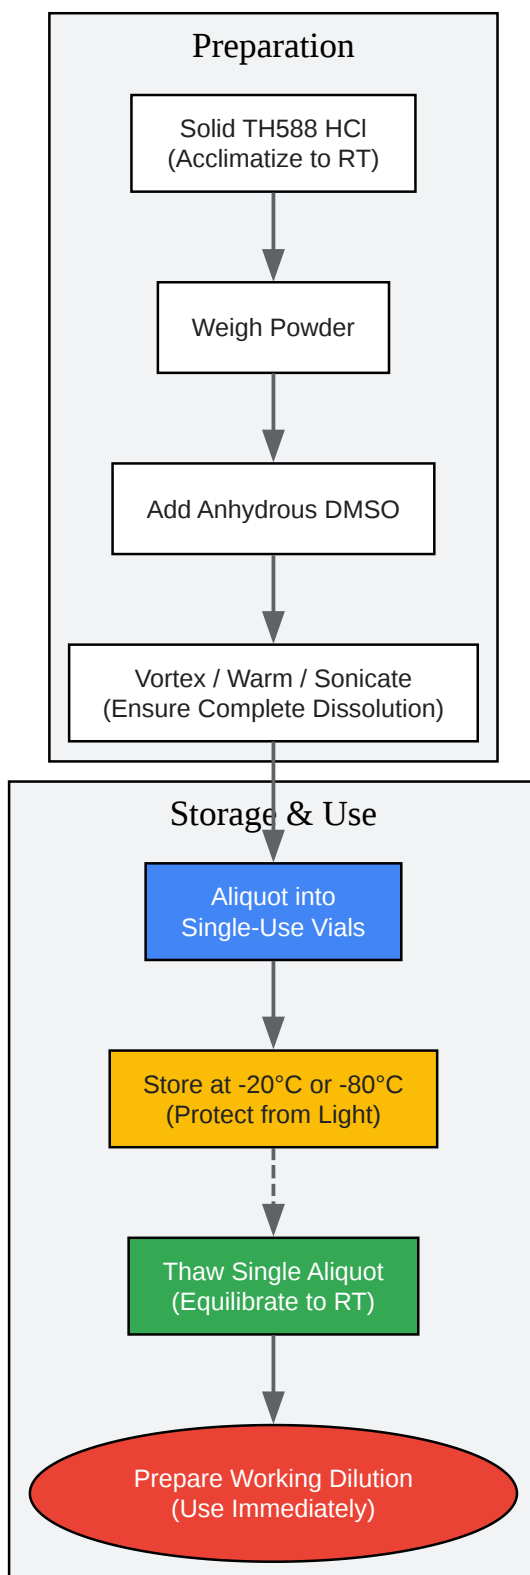 Preparation
Solid TH588 HCl
(Acclimatize to RT)
Weigh Powder
Add Anhydrous DMSO
Vortex / Warm / Sonicate
(Ensure Complete Dissolution)
Storage & Use
Aliquot into
Single-Use Vials
Store at -20°C or -80°C
(Protect from Light)
Thaw Single Aliquot
(Equilibrate to RT)
Prepare Working Dilution
(Use Immediately)